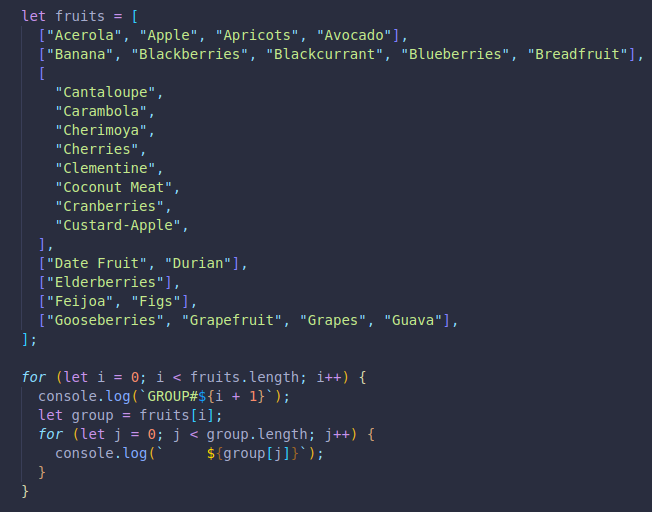 let fruits = [
  ["Acerola", "Apple", "Apricots", "Avocado"],
  ["Banana", "Blackberries", "Blackcurrant", "Blueberries", "Breadfruit"],
  [
    "Cantaloupe",
    "Carambola",
    "Cherimoya",
    "Cherries",
    "Clementine",
    "Coconut Meat",
    "Cranberries",
    "Custard-Apple",
  ],
  ["Date Fruit", "Durian"],
  ["Elderberries"],
  ["Feijoa", "Figs"],
  ["Gooseberries", "Grapefruit", "Grapes", "Guava"],
];

for (let i = 0; i < fruits.length; i++) {
  console.log(`GROUP#${i + 1}`);
  let group = fruits[i];
  for (let j = 0; j < group.length; j++) {
    console.log(`     ${group[j]}`);
  }
}